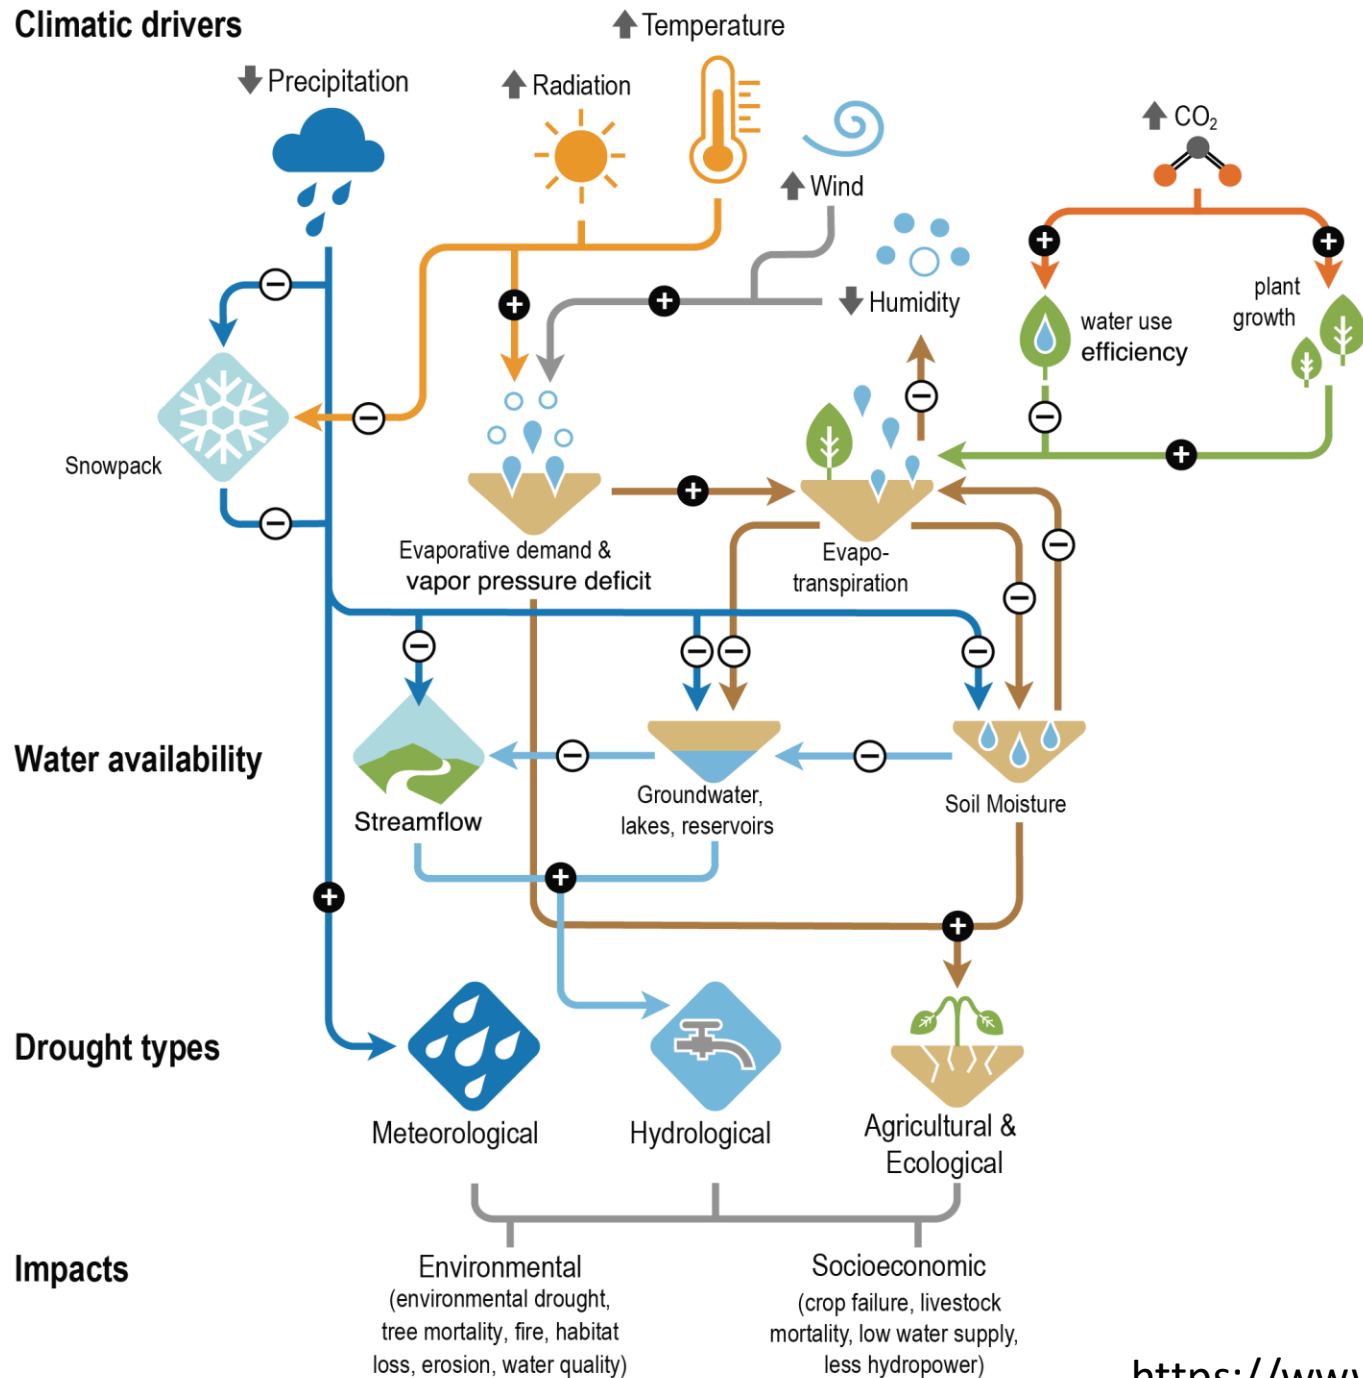 Climatic drivers
Temperature
Precipitation
Radiation
CO₂
Wind
Humidity
plant
growth
water use
efficiency
Snowpack
Evaporative demand &
vapor pressure deficit
Evapo-
transpiration
Water availability
Streamflow
Groundwater,
lakes, reservoirs
Soil Moisture
Drought types
Meteorological
Hydrological
Agricultural &
Ecological
Impacts
Environmental
(environmental drought,
tree mortality, fire, habitat
loss, erosion, water quality)
Socioeconomic
(crop failure, livestock
mortality, low water supply,
less hydropower)
https://www